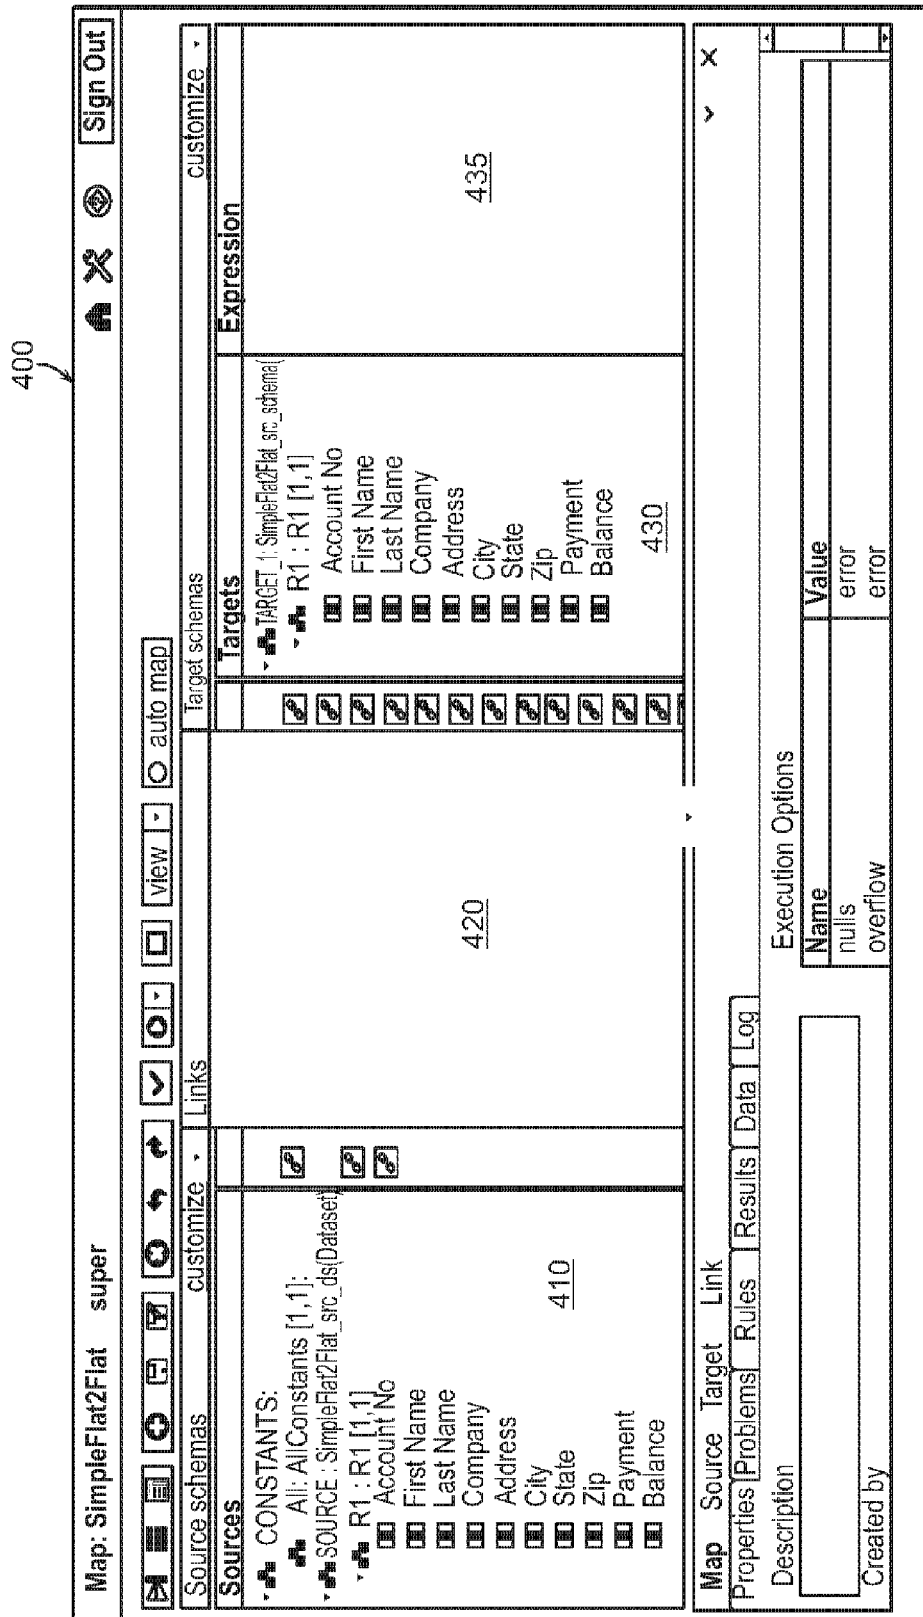 400
Map: SimpleFlat2Flat super
Sign Out
view
auto map
Source schemas
customize
Links
Target schemas
customize
Sources
CONSTANTS:
All: AllConstants [1,1]:
SOURCE : SimpleFlat2Flat_src_ds(Dataset)
R1 : R1 [1,1]
Account No
First Name
Last Name
Company
Address
City
State
Zip
Payment
Balance
410
420
Targets
TARGET_1: SimpleFlat2Flat_src_schema(
R1 : R1 [1,1]
Account No
First Name
Last Name
Company
Address
City
State
Zip
Payment
Balance
430
Expression
435
Map Source Target Link
Properties Problems Rules Results Data Log
Description
Created by
Execution Options
Name Value
nulls error
overflow error